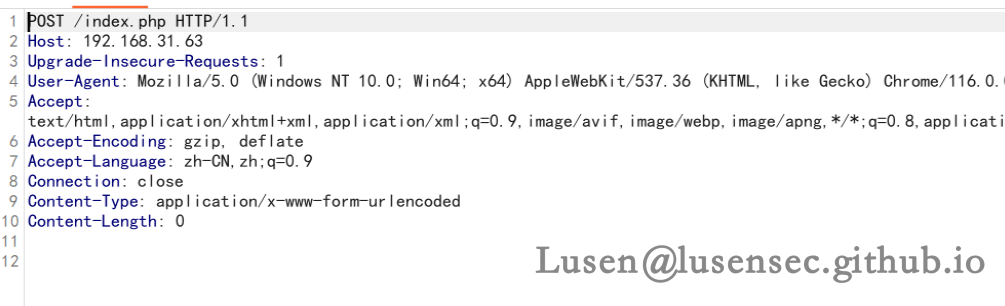 1 POST /index.php HTTP/1.1
2 Host: 192.168.31.63
3 Upgrade-Insecure-Requests: 1
4 User-Agent: Mozilla/5.0 (Windows NT 10.0; Win64; x64) AppleWebKit/537.36 (KHTML, like Gecko) Chrome/116.0.
5 Accept:
text/html,application/xhtml+xml,application/xml;q=0.9,image/avif,image/webp,image/apng,*/*;q=0.8,applicati
6 Accept-Encoding: gzip, deflate
7 Accept-Language: zh-CN,zh;q=0.9
8 Connection: close
9 Content-Type: application/x-www-form-urlencoded
10 Content-Length: 0
11
12
Lusen@lusensec.github.io